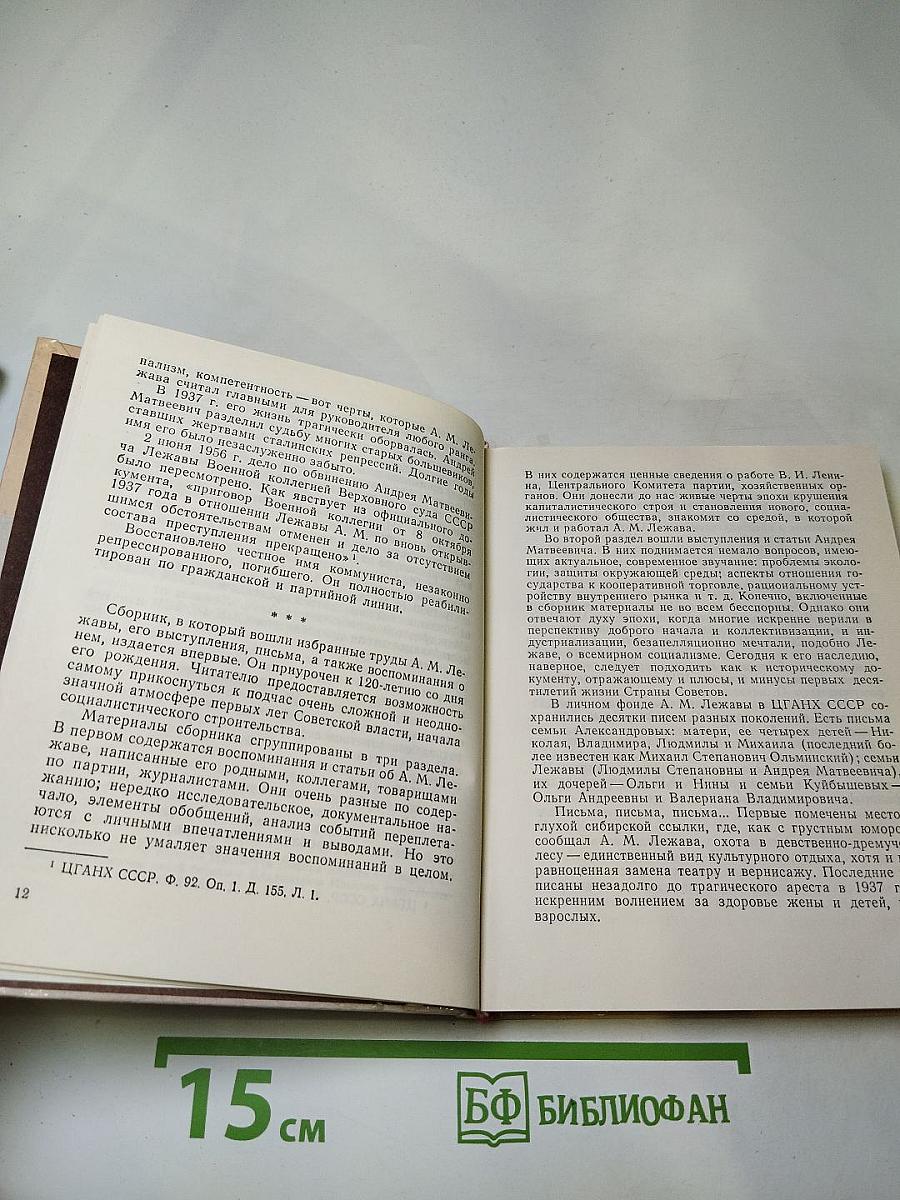 нализм, компетентность — вот черты, которые А. М. Ле-
жава считал главными для руководителя любого ранга.
В 1937 г. его жизнь трагически оборвалась. Андрей
Матвеевич разделил судьбу многих старых большевиков,
ставших жертвами сталинских репрессий. Долгие годы
имя его было незаслуженно забыто.
2 июня 1956 г. дело по обвинению Андрея Матвееви-
ча Лежавы Военной коллегией Верховного суда СССР
было пересмотрено. Как явствует из официального до-
кумента, «приговор Военной коллегии от 8 октября
1937 года в отношении Лежавы А. М. по вновь открыв-
шимся обстоятельствам отменен и дело за отсутствием
состава преступления прекращено» ¹.
Восстановлено честное имя коммуниста, незаконно
репрессированного, погибшего. Он полностью реабили-
тирован по гражданской и партийной линии.
* * *
Сборник, в который вошли избранные труды А. М. Ле-
жавы, его выступления, письма, а также воспоминания о
нем, издается впервые. Он приурочен к 120-летию со дня
его рождения. Читателю предоставляется возможность
самому прикоснуться к подчас очень сложной и неодно-
значной атмосфере первых лет Советской власти, начала
социалистического строительства.
Материалы сборника сгруппированы в три раздела.
В первом содержатся воспоминания и статьи об А. М. Ле-
жаве, написанные его родными, коллегами, товарищами
по партии, журналистами. Они очень разные по содер-
жанию; нередко исследовательское, документальное на-
чало, элементы обобщений, анализ событий переплета-
ются с личными впечатлениями и выводами. Но это
нисколько не умаляет значения воспоминаний в целом.
¹ ЦГАНХ СССР. Ф. 92. Оп. 1. Д. 155. Л. 1.
12
В них содержатся ценные сведения о работе В. И. Лени-
на, Центрального Комитета партии, хозяйственных ор-
ганов. Они донесли до нас живые черты эпохи крушения
капиталистического строя и становления нового, социа-
листического общества, знакомят со средой, в которой
жил и работал А. М. Лежава.
Во второй раздел вошли выступления и статьи Андрея
Матвеевича. В них поднимается немало вопросов, имею-
щих актуальное, современное звучание: проблемы эколо-
гии, защиты окружающей среды; аспекты отношения го-
сударства к кооперативной торговле, рациональному уст-
ройству внутреннего рынка и т. д. Конечно, включенные
в сборник материалы не во всем бесспорны. Однако они
отвечают духу эпохи, когда многие искренне верили в
перспективу доброго начала и коллективизации, и ин-
дустриализации, безапелляционно мечтали, подобно Ле-
жаве, о всемирном социализме. Сегодня к его наследию,
наверное, следует подходить как к историческому до-
кументу, отражающему и плюсы, и минусы первых деся-
тилетий жизни Страны Советов.
В личном фонде А. М. Лежавы в ЦГАНХ СССР со-
хранились десятки писем разных поколений. Есть письма
семьи Александровых: матери, ее четырех детей — Ни-
колая, Владимира, Людмилы и Михаила (последний бо-
лее известен как Михаил Степанович Ольминский); семьи
Лежавы (Людмилы Степановны и Андрея Матвеевича),
их дочерей — Ольги и Нины и семьи Куйбышевых —
Ольги Андреевны и Валериана Владимировича.
Письма, письма, письма... Первые помечены место
глухой сибирской ссылки, где, как с грустным юморо
сообщал А. М. Лежава, охота в девственно-дремуч
лесу — единственный вид культурного отдыха, хотя и н
равноценная замена театру и вернисажу. Последние
писаны незадолго до трагического ареста в 1937 г
искренним волнением за здоровье жены и детей,
взрослых.
15 см
БФ БИБЛИОФАН